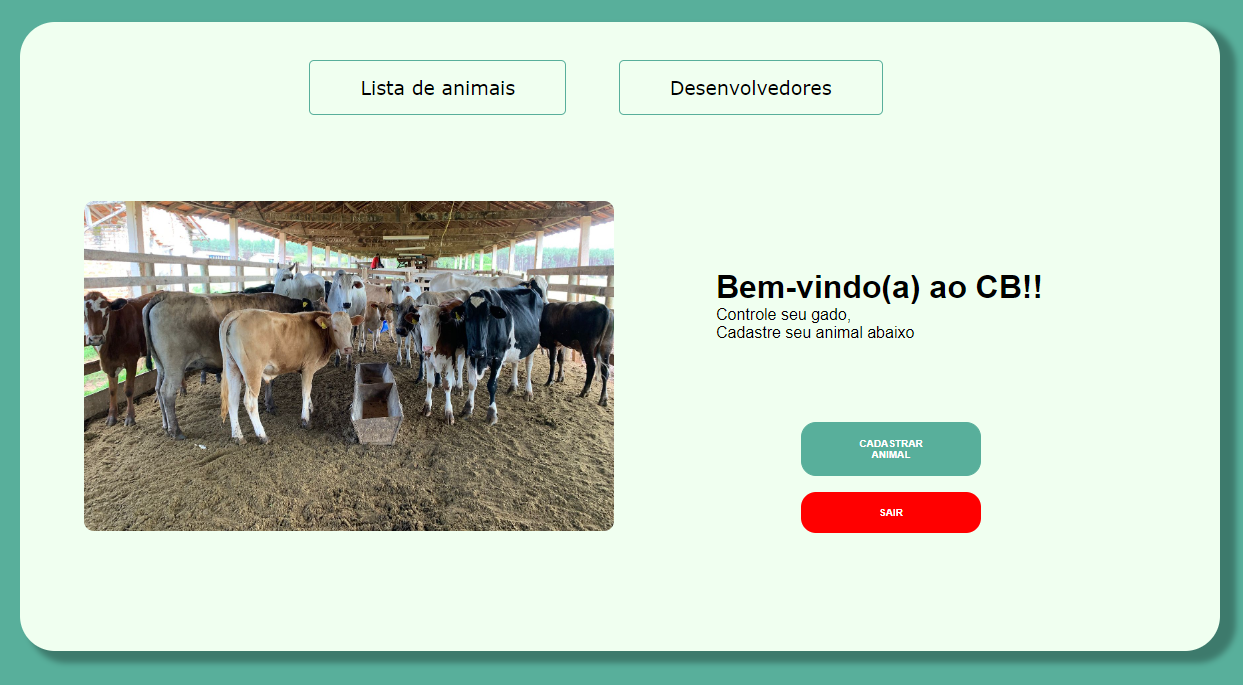 Lista de animais
Desenvolvedores
Bem-vindo(a) ao CB!!
Controle seu gado,
Cadastre seu animal abaixo
CADASTRAR
ANIMAL
SAIR